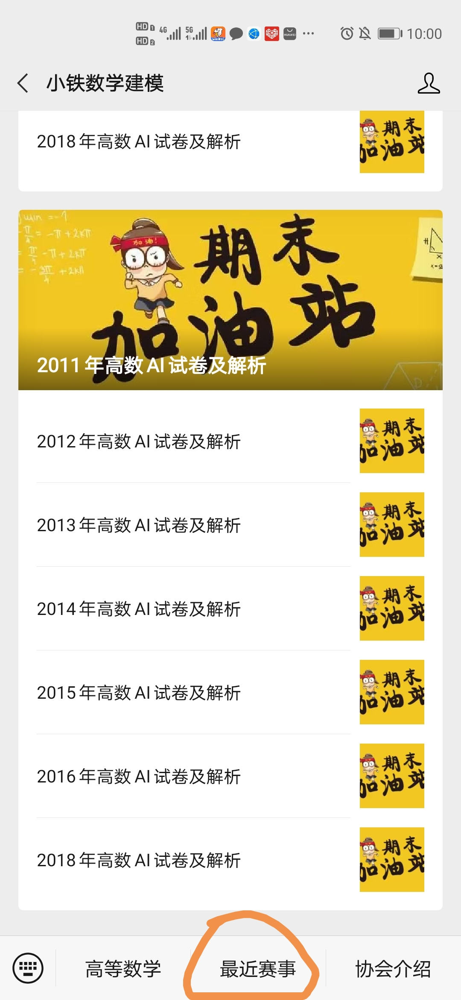 HD 1 4G 5G HUAWEI ··· 10:00
HD 2
小铁数学建模
2018年高数AI试卷及解析
期末
加油站
加油！
期末
加油站
2011年高数AI试卷及解析
2012年高数AI试卷及解析
期末
加油站
2013年高数AI试卷及解析
期末
加油站
2014年高数AI试卷及解析
期末
加油站
2015年高数AI试卷及解析
期末
加油站
2016年高数AI试卷及解析
期末
加油站
2018年高数AI试卷及解析
期末
加油站
高等数学
最近赛事
协会介绍